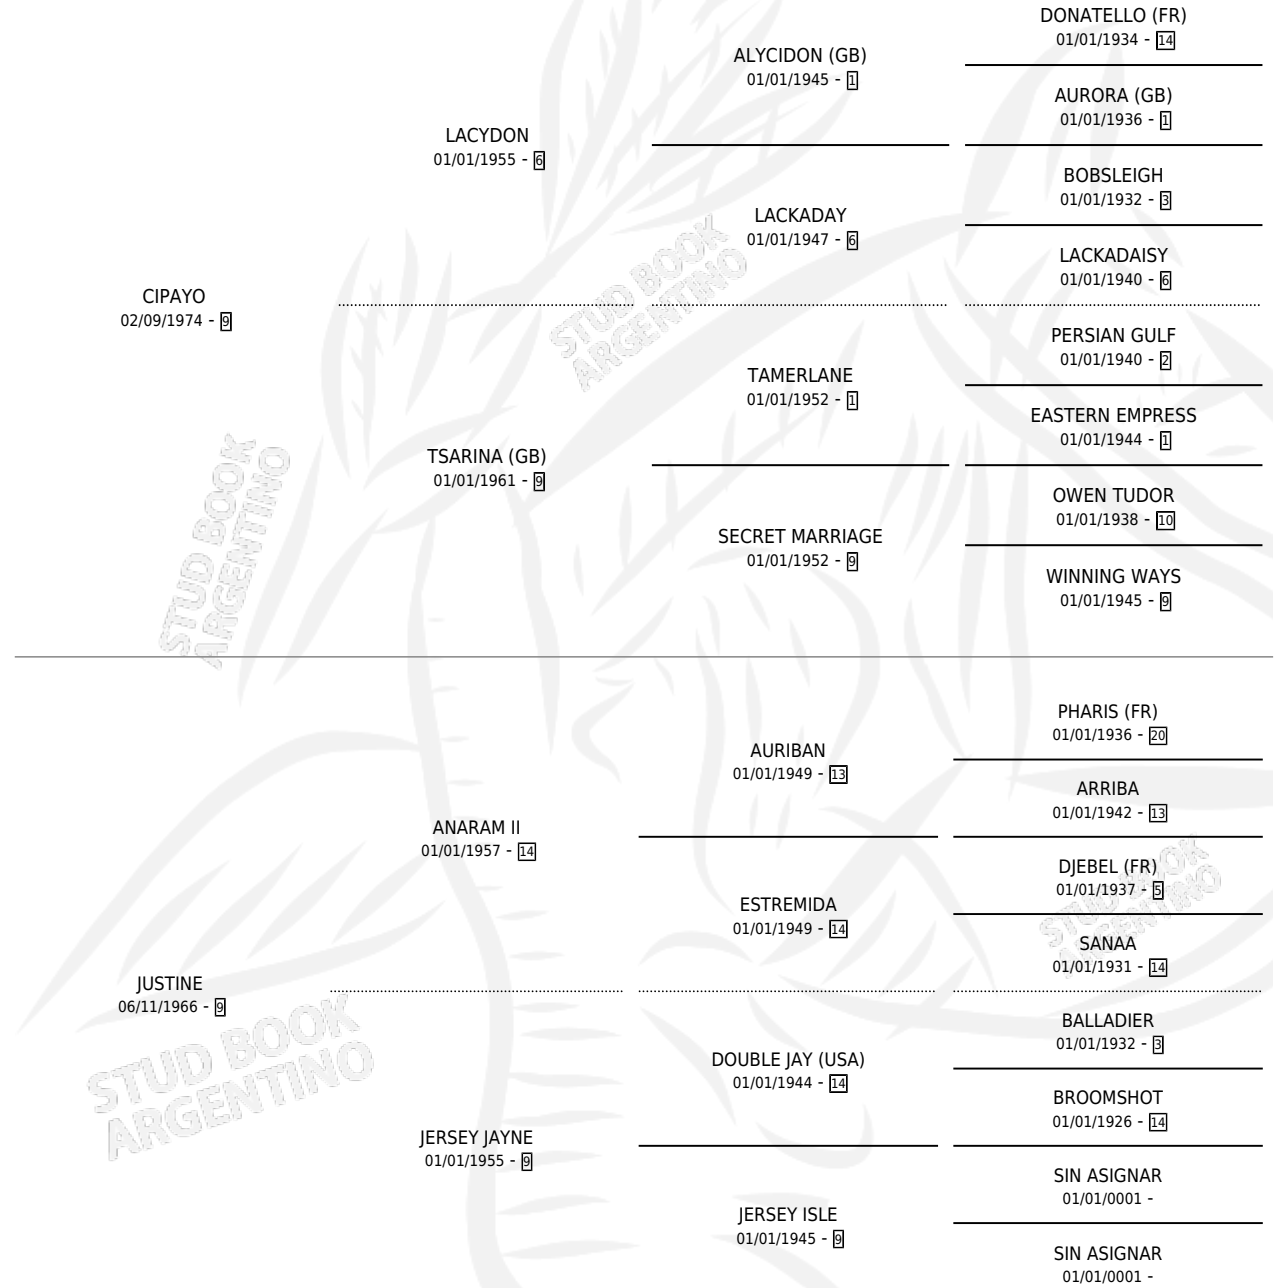 DONATELLO (FR)
01/01/1934 - 14
ALYCIDON (GB)
01/01/1945 - 1
AURORA (GB)
01/01/1936 - 1
LACYDON
01/01/1955 - 6
BOBSLEIGH
01/01/1932 - 3
LACKADAY
01/01/1947 - 6
LACKADAISY
01/01/1940 - 6
CIPAYO
02/09/1974 - 9
PERSIAN GULF
01/01/1940 - 2
TAMERLANE
01/01/1952 - 1
EASTERN EMPRESS
01/01/1944 - 1
TSARINA (GB)
01/01/1961 - 9
OWEN TUDOR
01/01/1938 - 10
SECRET MARRIAGE
01/01/1952 - 9
WINNING WAYS
01/01/1945 - 9
PHARIS (FR)
01/01/1936 - 20
AURIBAN
01/01/1949 - 13
ARRIBA
01/01/1942 - 13
ANARAM II
01/01/1957 - 14
DJEBEL (FR)
01/01/1937 - 5
ESTREMIDA
01/01/1949 - 14
SANAA
01/01/1931 - 14
JUSTINE
06/11/1966 - 9
BALLADIER
01/01/1932 - 3
DOUBLE JAY (USA)
01/01/1944 - 14
BROOMSHOT
01/01/1926 - 14
JERSEY JAYNE
01/01/1955 - 9
SIN ASIGNAR
01/01/0001 -
JERSEY ISLE
01/01/1945 - 9
SIN ASIGNAR
01/01/0001 -
STUD BOOK
ARGENTINO
STUD BOOK
ARGENTINO
STUD BOOK
ARGENTINO
STUD BOOK
ARGENTINO